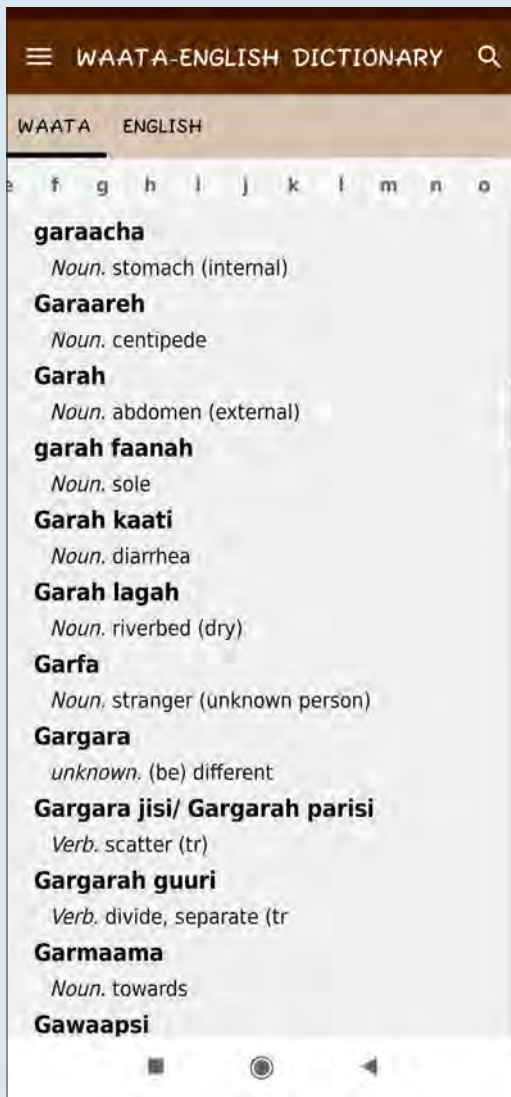 WAATA-ENGLISH DICTIONARY
WAATA ENGLISH
e f g h i j k l m n o
garaacha
Noun. stomach (internal)
Garaareh
Noun. centipede
Garah
Noun. abdomen (external)
garah faanah
Noun. sole
Garah kaati
Noun. diarrhea
Garah lagah
Noun. riverbed (dry)
Garfa
Noun. stranger (unknown person)
Gargara
unknown. (be) different
Gargara jisi/ Gargarah parisi
Verb. scatter (tr)
Gargarah guuri
Verb. divide, separate (tr
Garmaama
Noun. towards
Gawaapsi